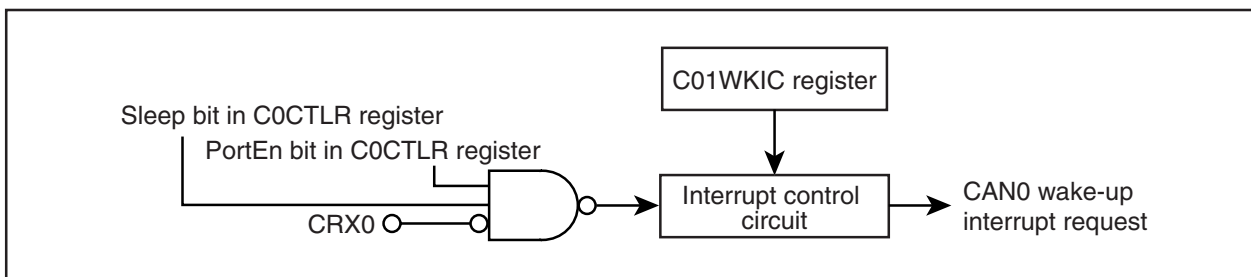 C01WKIC register
Sleep bit in C0CTLR register
PortEn bit in C0CTLR register
CRX0
Interrupt control
circuit
CAN0 wake-up
interrupt request